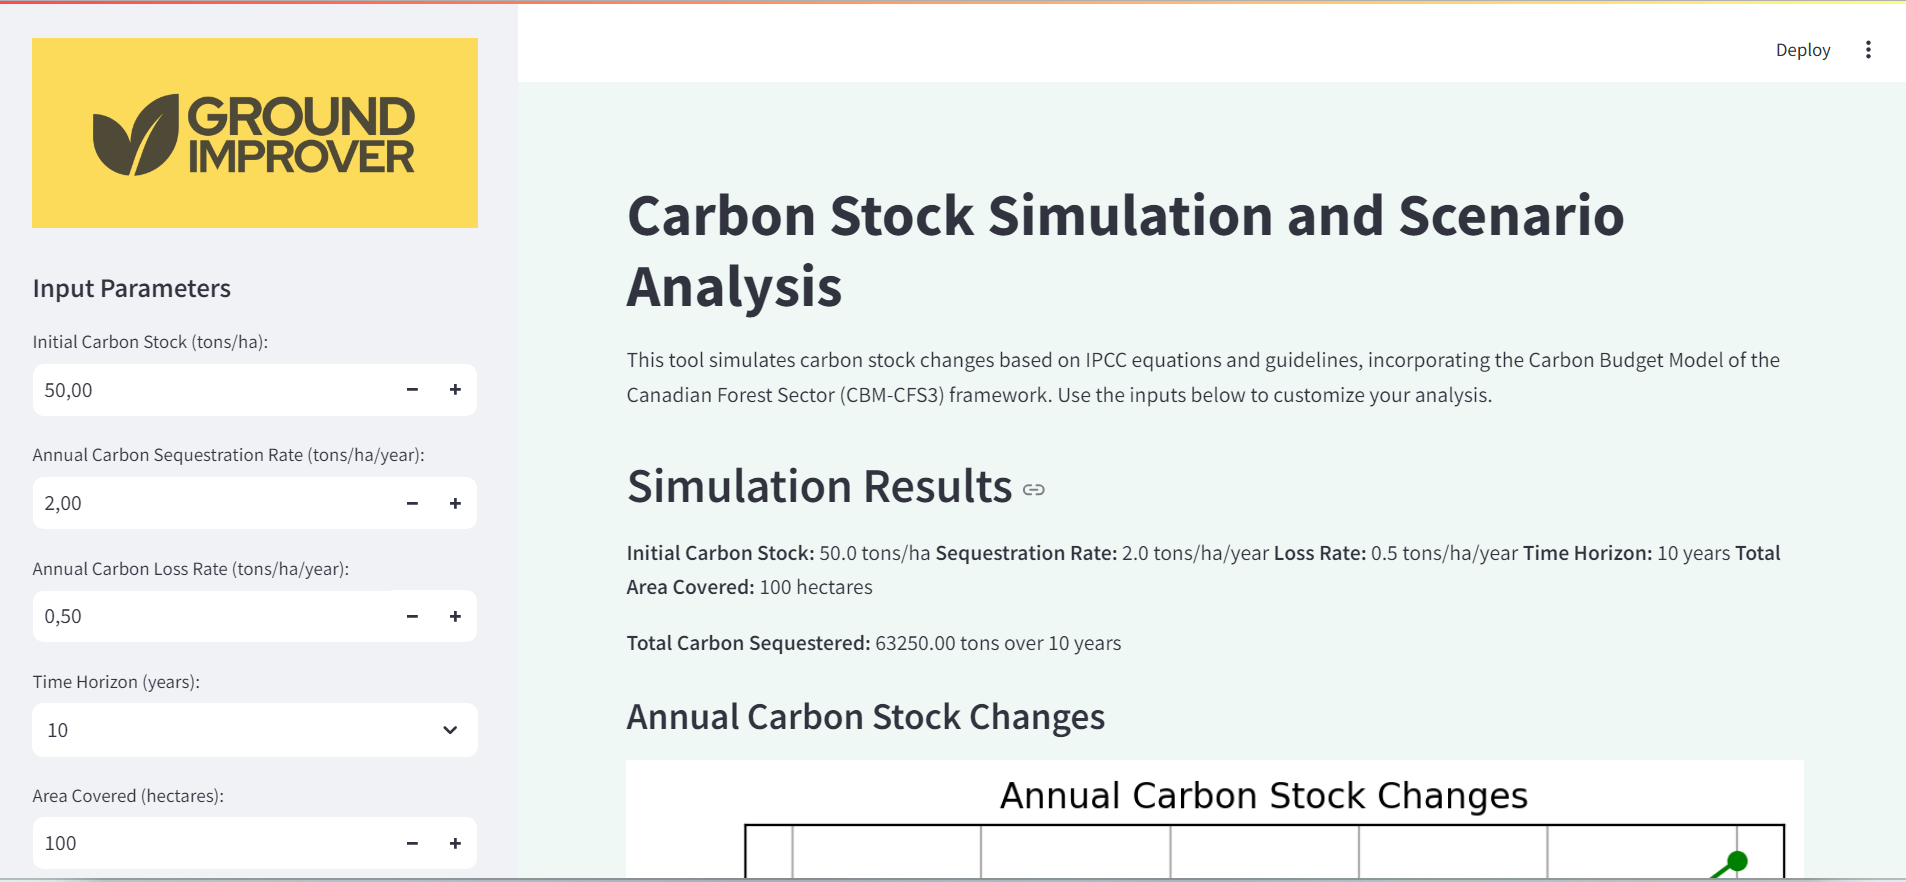 GROUND
IMPROVER
Input Parameters
Initial Carbon Stock (tons/ha):
50,00
Annual Carbon Sequestration Rate (tons/ha/year):
2,00
Annual Carbon Loss Rate (tons/ha/year):
0,50
Time Horizon (years):
10
Area Covered (hectares):
100
Deploy
Carbon Stock Simulation and Scenario
Analysis
This tool simulates carbon stock changes based on IPCC equations and guidelines, incorporating the Carbon Budget Model of the
Canadian Forest Sector (CBM-CFS3) framework. Use the inputs below to customize your analysis.
Simulation Results
Initial Carbon Stock: 50.0 tons/ha Sequestration Rate: 2.0 tons/ha/year Loss Rate: 0.5 tons/ha/year Time Horizon: 10 years Total
Area Covered: 100 hectares
Total Carbon Sequestered: 63250.00 tons over 10 years
Annual Carbon Stock Changes
Annual Carbon Stock Changes